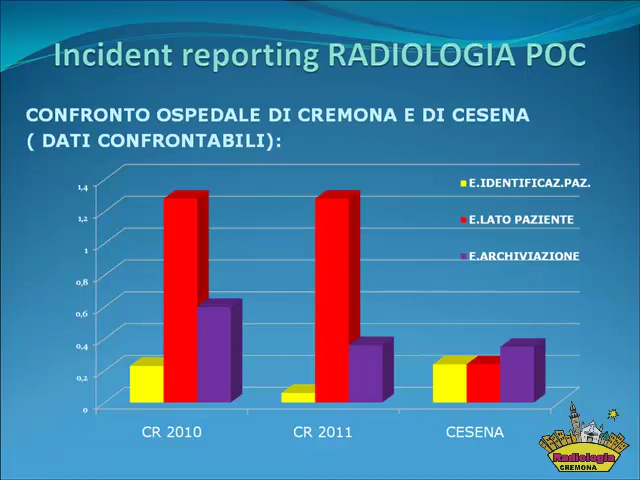 Incident reporting RADIOLOGIA POC
CONFRONTO OSPEDALE DI CREMONA E DI CESENA
( DATI CONFRONTABILI):
1,4
1,2
1
0,8
0,6
0,4
0,2
0
E.IDENTIFICAZ.PAZ.
E.LATO PAZIENTE
E.ARCHIVIAZIONE
CR 2010
CR 2011
CESENA
Radiologia
CREMONA